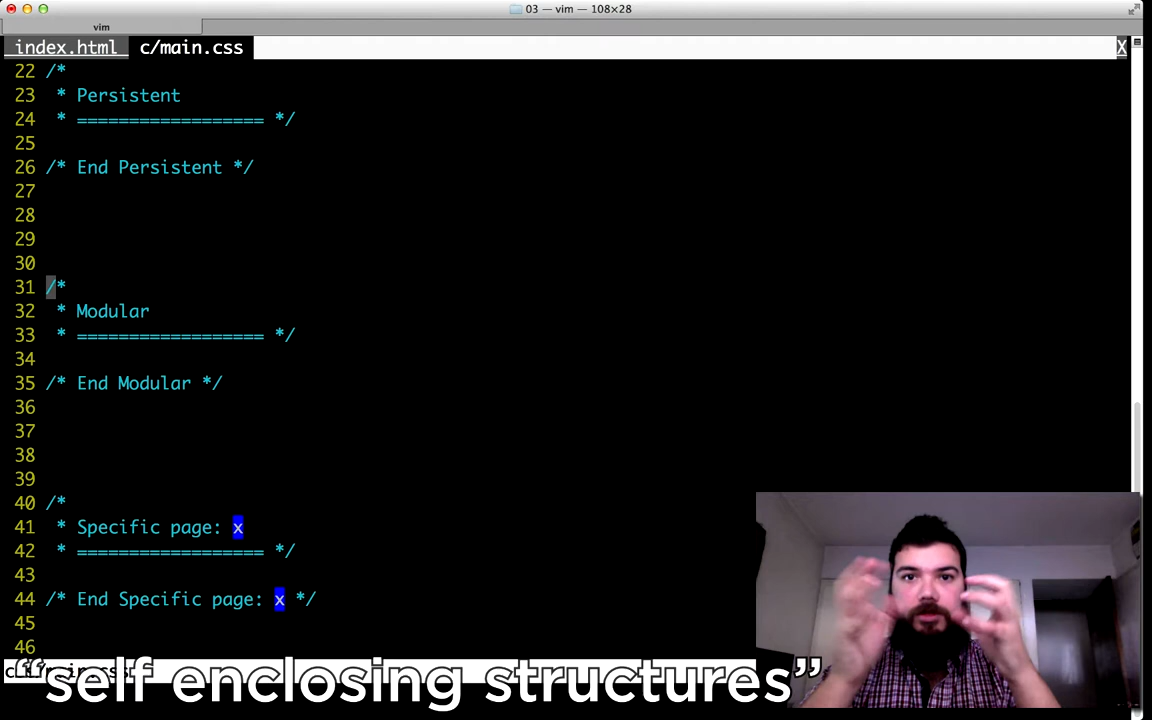 03 — vim — 108×28
vim
index.html c/main.css X
22 /*
23 * Persistent
24 * ================== */
25
26 /* End Persistent */
27
28
29
30
31 /*
32 * Modular
33 * ================== */
34
35 /* End Modular */
36
37
38
39
40 /*
41 * Specific page: x
42 * ================== */
43
44 /* End Specific page: x */
45
46
“self enclosing structures”